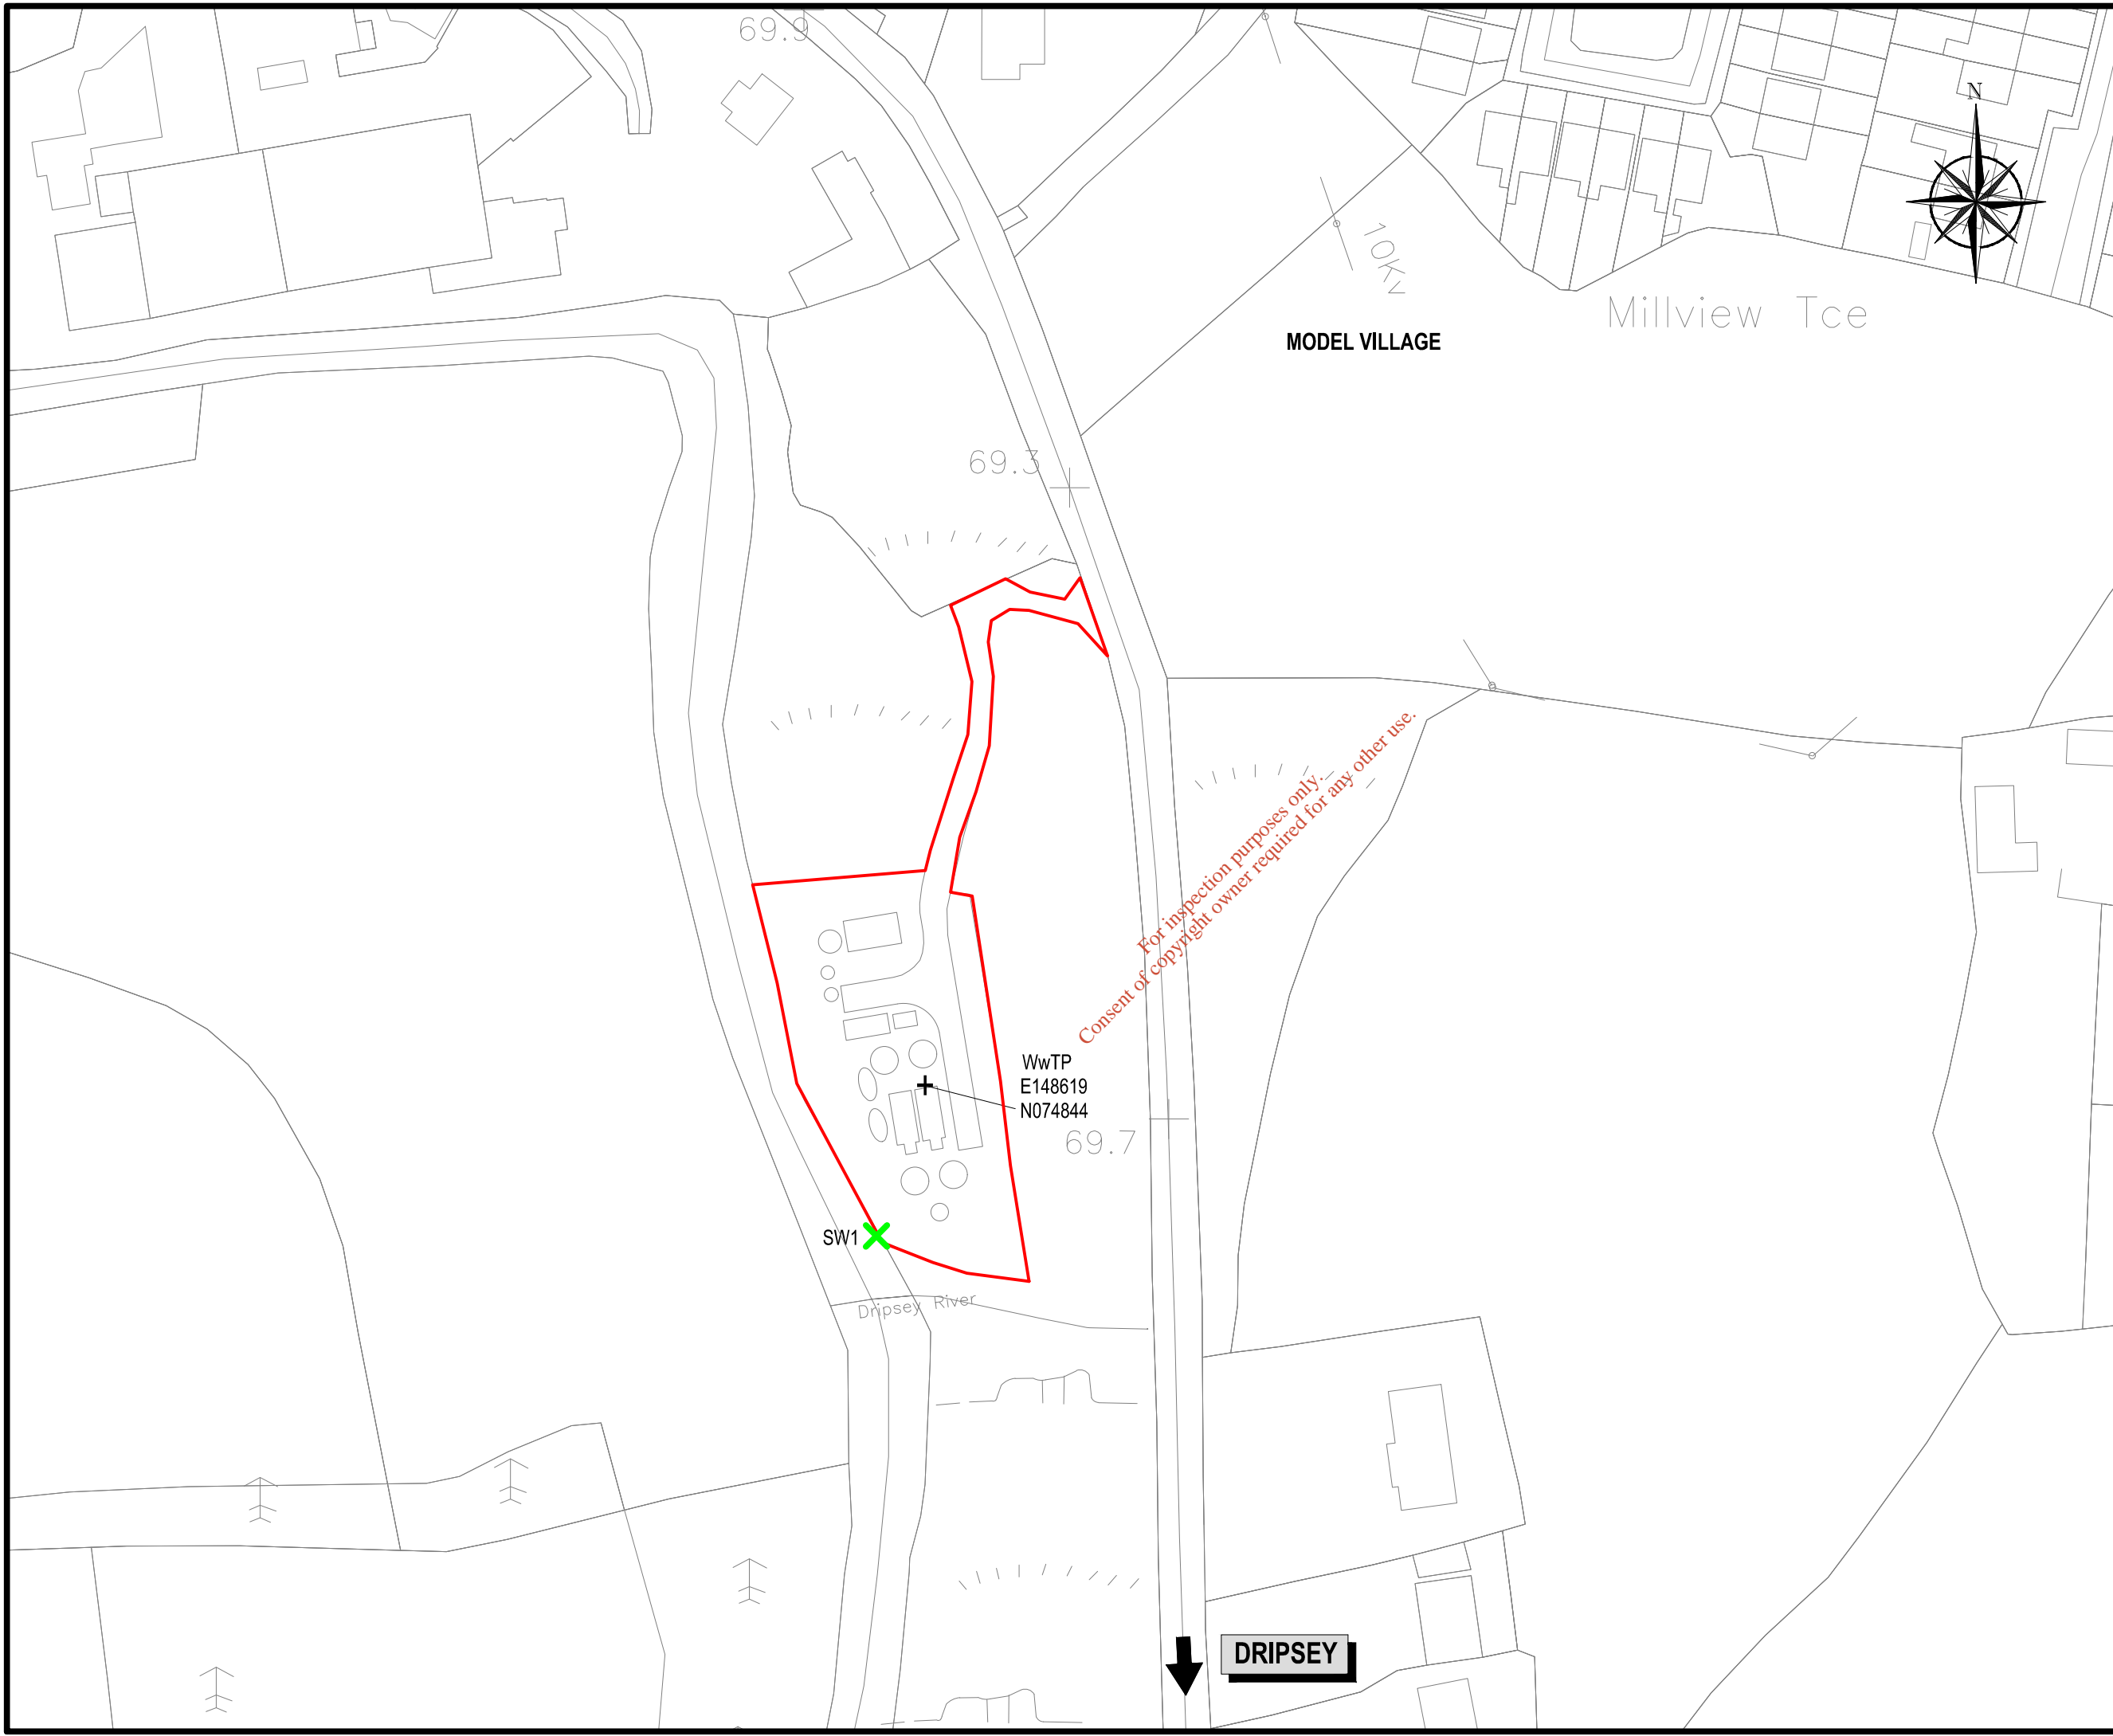 69.9
N
10KV
Millview Tce
MODEL VILLAGE
69.3
For inspection purposes only.
Consent of copyright owner required for any other use.
WwTP
E148619
N074844
69.7
SW1
Dripsey River
DRIPSEY